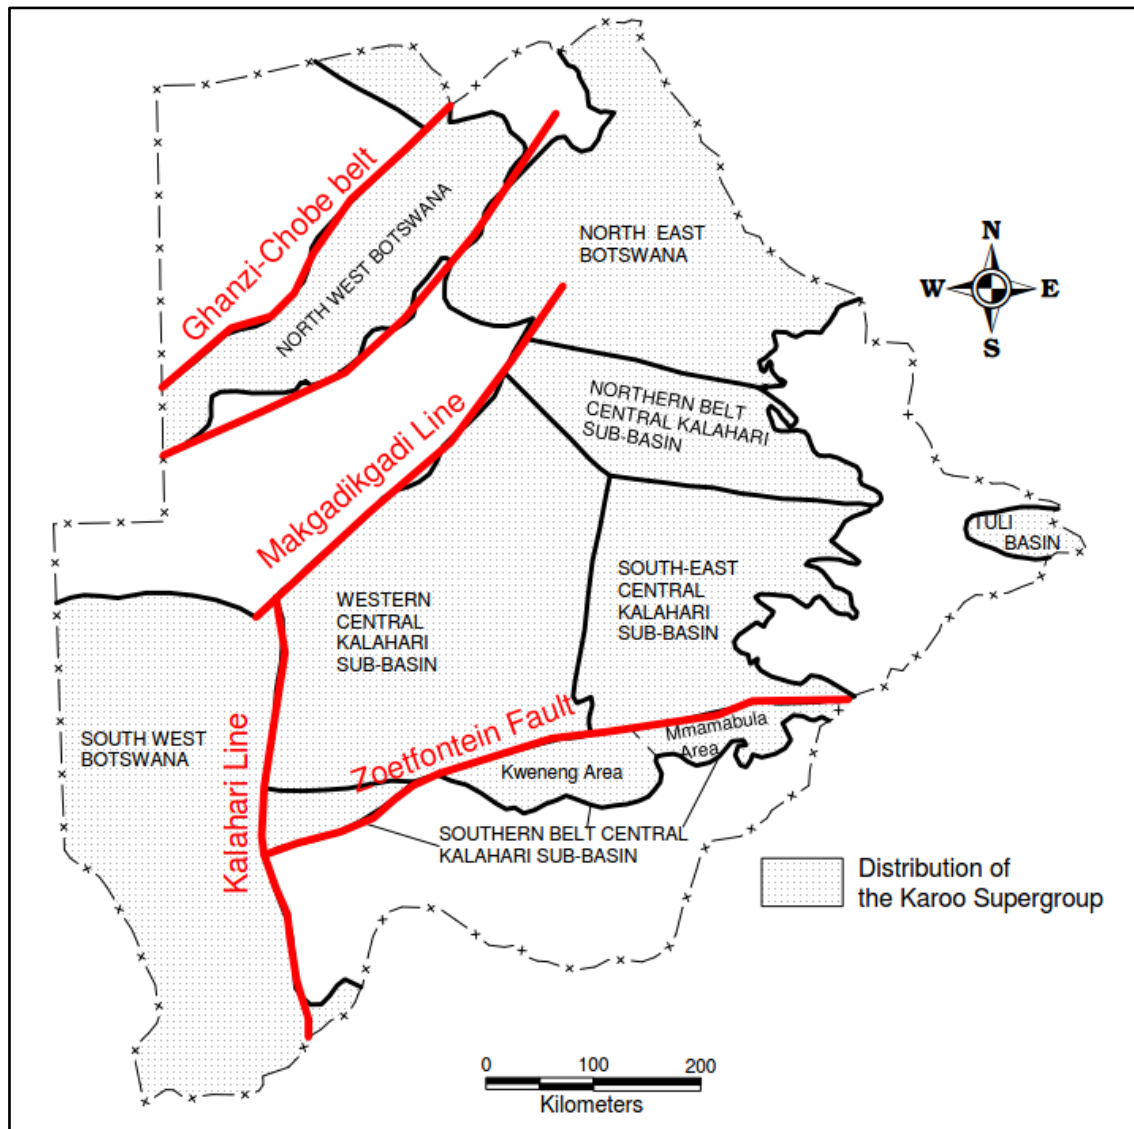 Ghanzi-Chobe belt
NORTH WEST BOTSWANA
NORTH EAST
BOTSWANA
N
W
E
S
Makgadikgadi Line
NORTHERN BELT
CENTRAL KALAHARI
SUB-BASIN
TULI
BASIN
SOUTH-EAST
CENTRAL
KALAHARI
SUB-BASIN
WESTERN
CENTRAL
KALAHARI
SUB-BASIN
SOUTH WEST
BOTSWANA
Kalahari Line
Zoetfontein Fault
Mmamabula
Area
Kweneng Area
SOUTHERN BELT CENTRAL
KALAHARI SUB-BASIN
Distribution of
the Karoo Supergroup
0 100 200
Kilometers